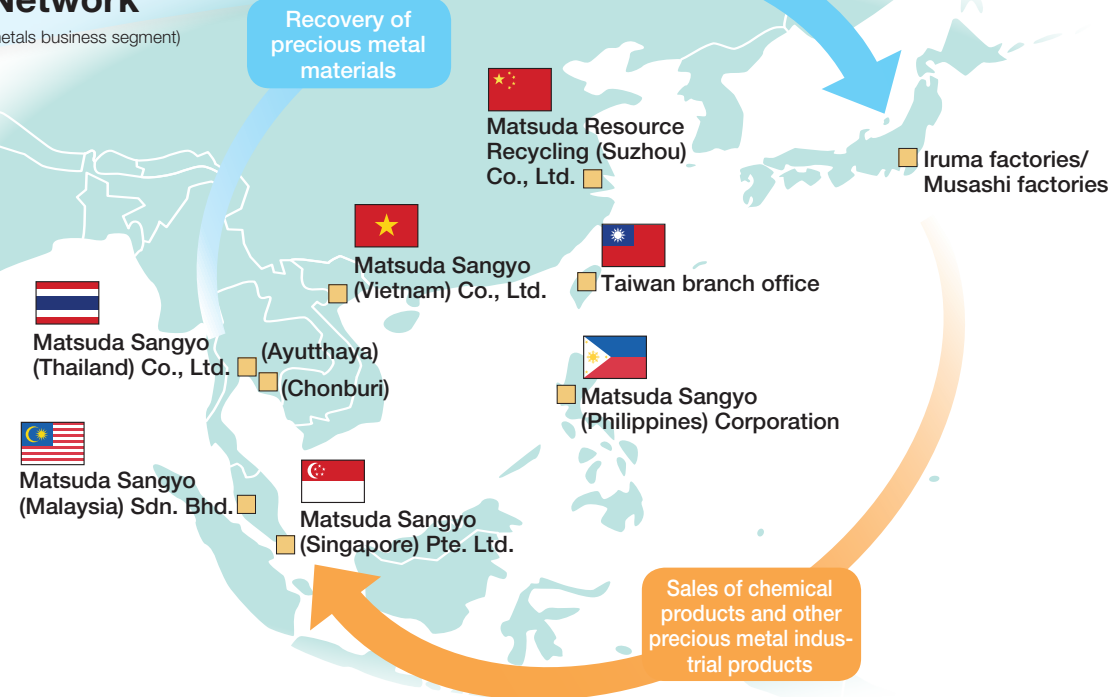 Network
metals business segment)
Recovery of
precious metal
materials
Matsuda Resource
Recycling (Suzhou)
Co., Ltd.
Iruma factories/
Musashi factories
Matsuda Sangyo
(Vietnam) Co., Ltd.
Taiwan branch office
Matsuda Sangyo
(Thailand) Co., Ltd.
(Ayutthaya)
(Chonburi)
Matsuda Sangyo
(Philippines) Corporation
Matsuda Sangyo
(Malaysia) Sdn. Bhd.
Matsuda Sangyo
(Singapore) Pte. Ltd.
Sales of chemical
products and other
precious metal indus-
trial products